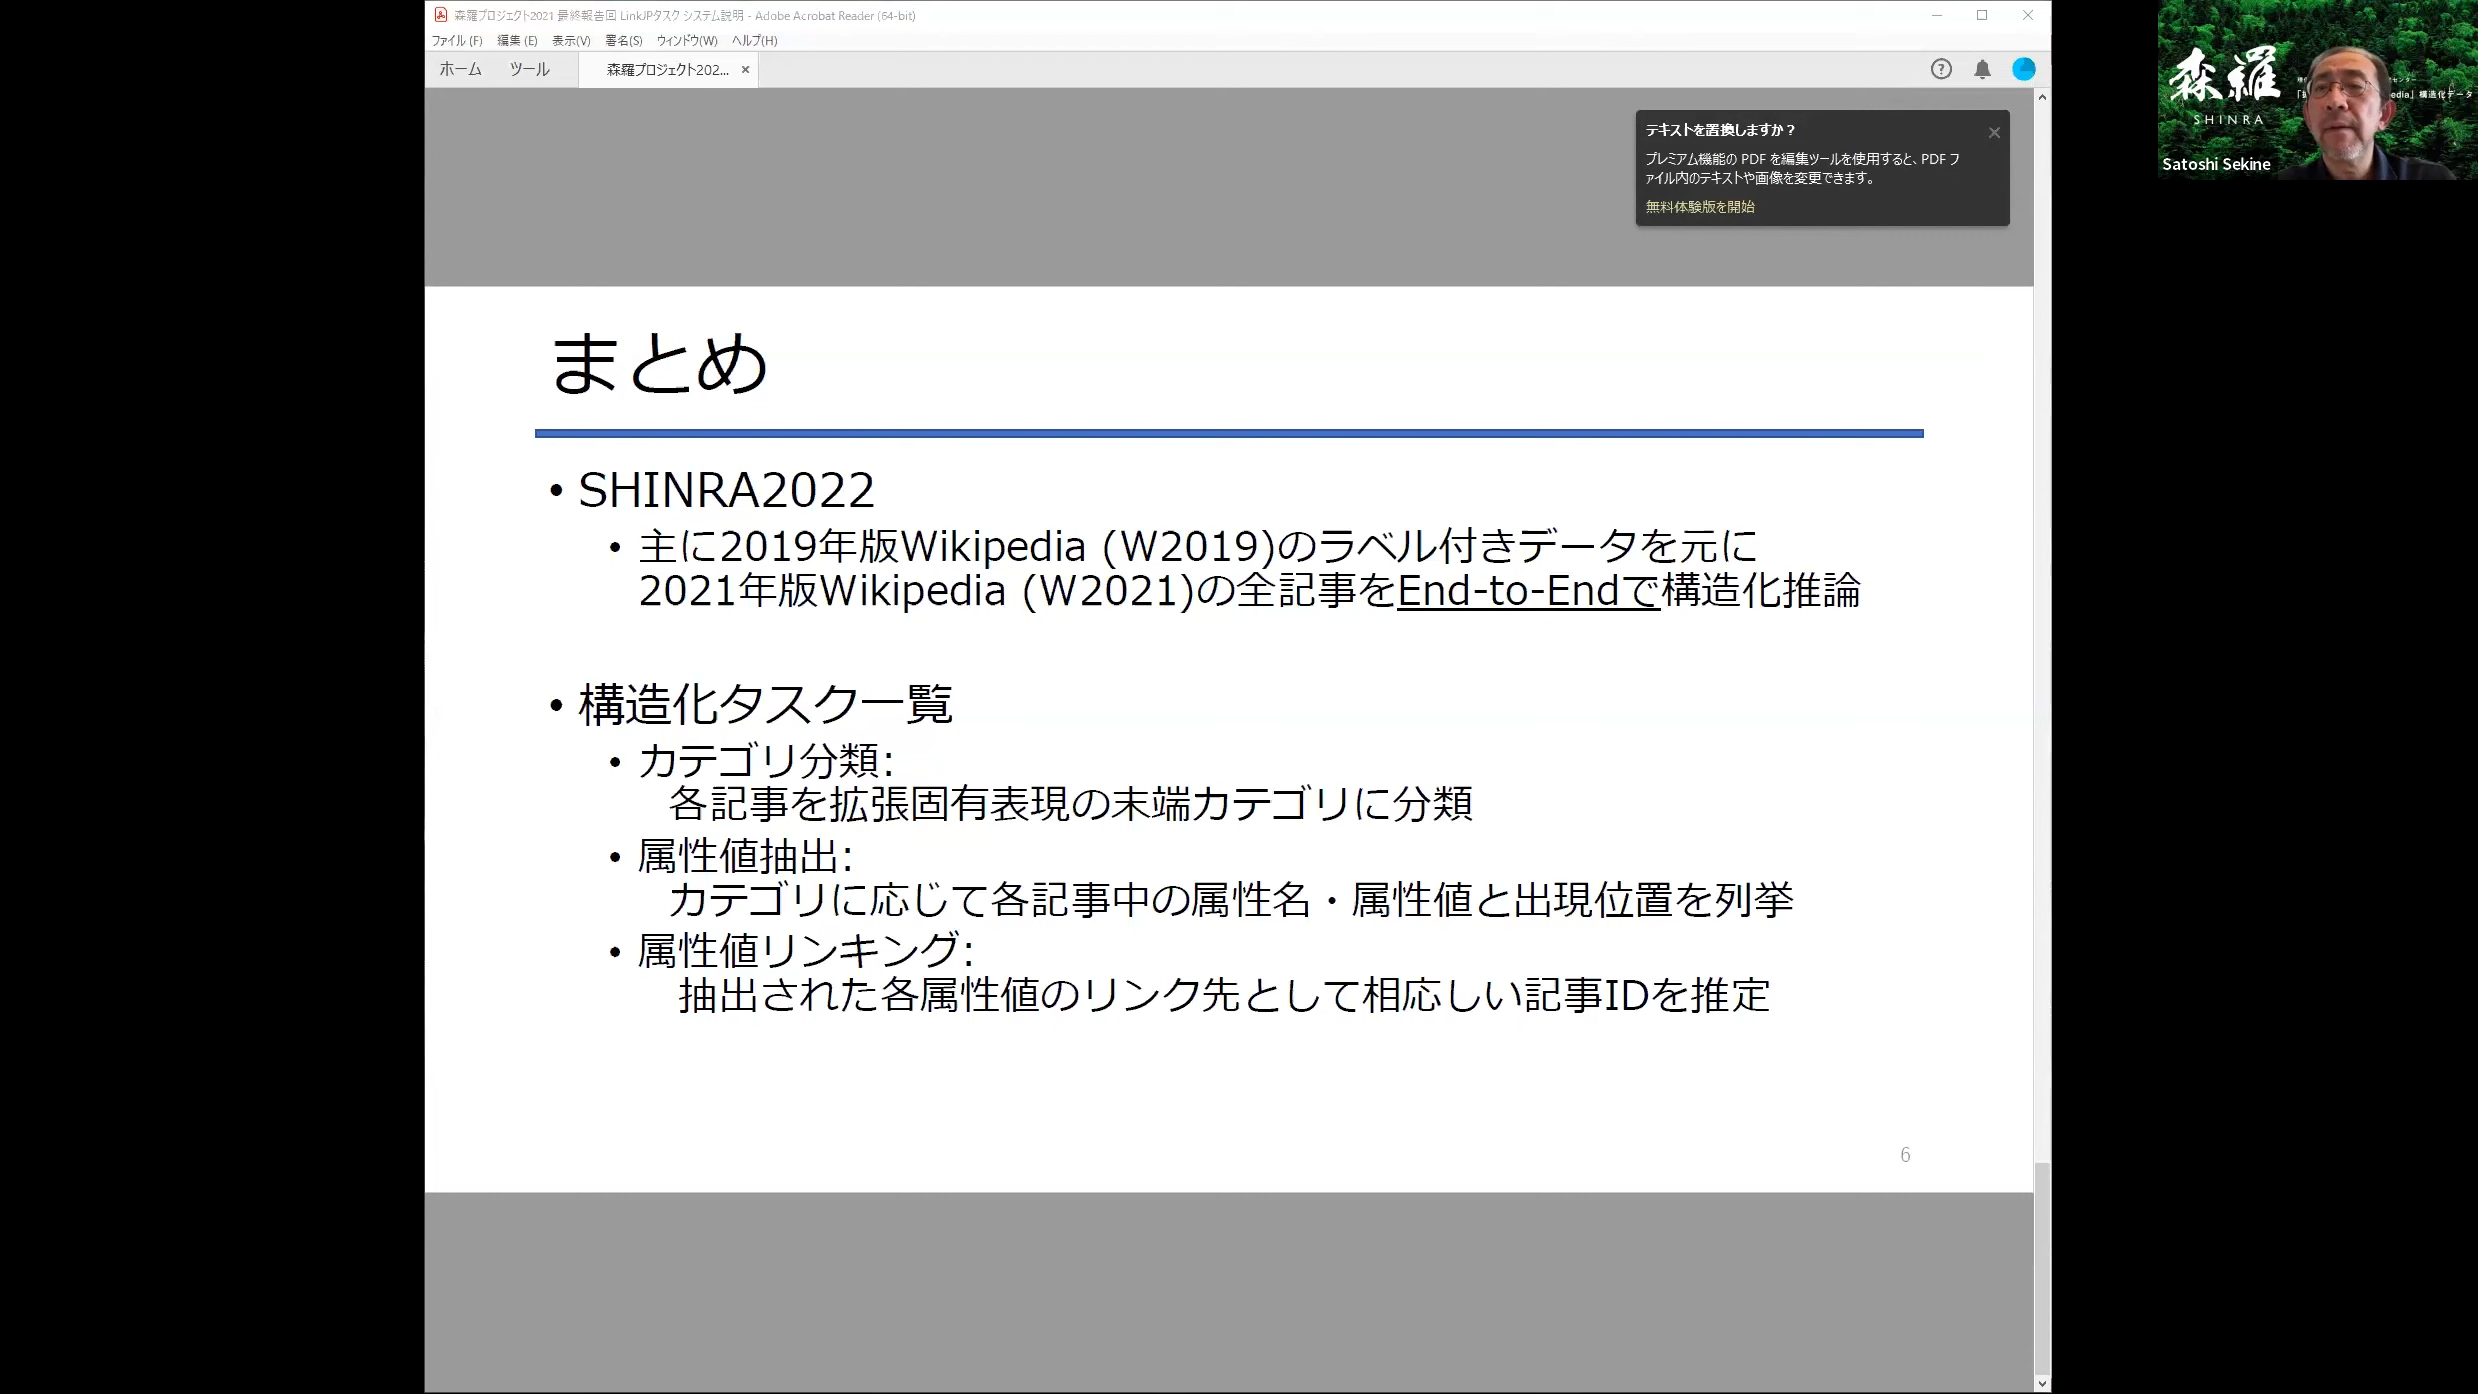 森羅プロジェクト2021 最終報告回 LinkJPタスク システム説明 - Adobe Acrobat Reader (64-bit)
ファイル(F) 編集(E) 表示(V) 署名(S) ウィンドウ(W) ヘルプ(H)
ホーム ツール 森羅プロジェクト202... ×
テキストを置換しますか？
プレミアム機能の PDF を編集ツールを使用すると、PDF フ
ァイル内のテキストや画像を変更できます。
無料体験版を開始
まとめ
• SHINRA2022
• 主に2019年版Wikipedia (W2019)のラベル付きデータを元に
2021年版Wikipedia (W2021)の全記事をEnd-to-Endで構造化推論
• 構造化タスク一覧
• カテゴリ分類:
各記事を拡張固有表現の末端カテゴリに分類
• 属性値抽出:
カテゴリに応じて各記事中の属性名・属性値と出現位置を列挙
• 属性値リンキング:
抽出された各属性値のリンク先として相応しい記事IDを推定
6
森羅
SHINRA
edia」構造化データ
Satoshi Sekine